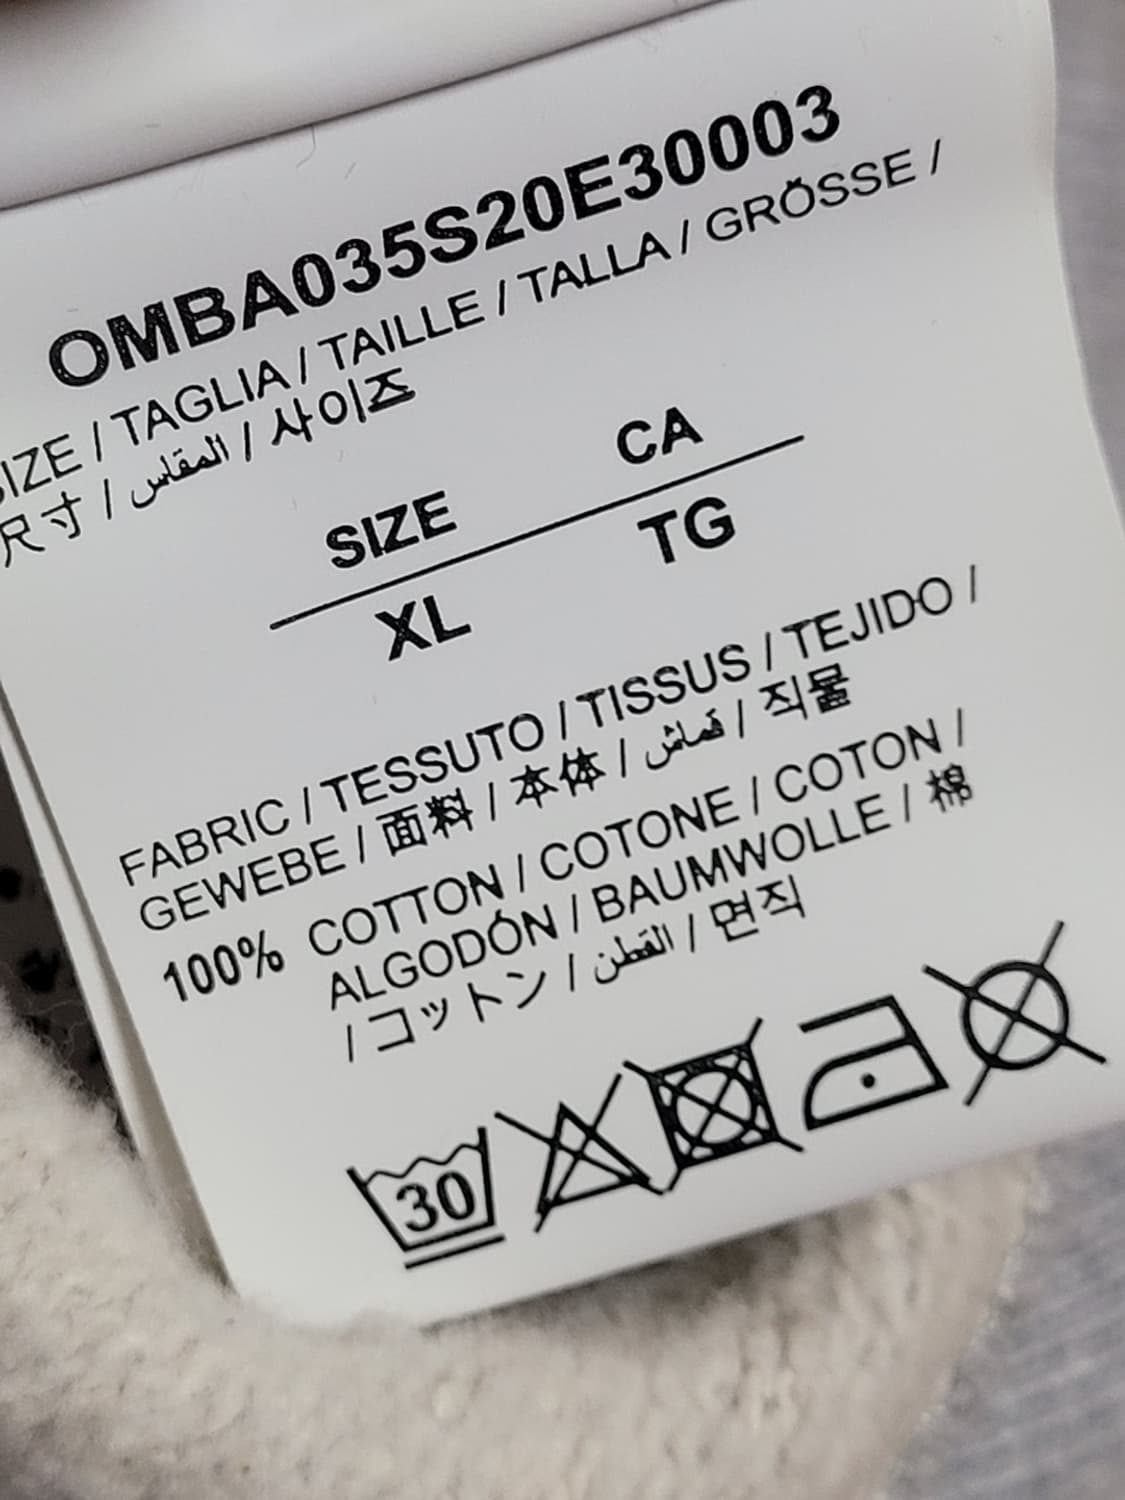 OMBA035S20E30003
SIZE / TAGLIA / TAILLE / TALLA / GRÖSSE /
尺寸 / المقاس / 사이즈
SIZE CA
XL TG
FABRIC / TESSUTO / TISSUS / TEJIDO /
GEWEBE / 面料 / 本体 / قماش / 직물
100% COTTON / COTONE / COTON /
ALGODÓN / BAUMWOLLE / 棉
/ コットン / القطن / 면직
30